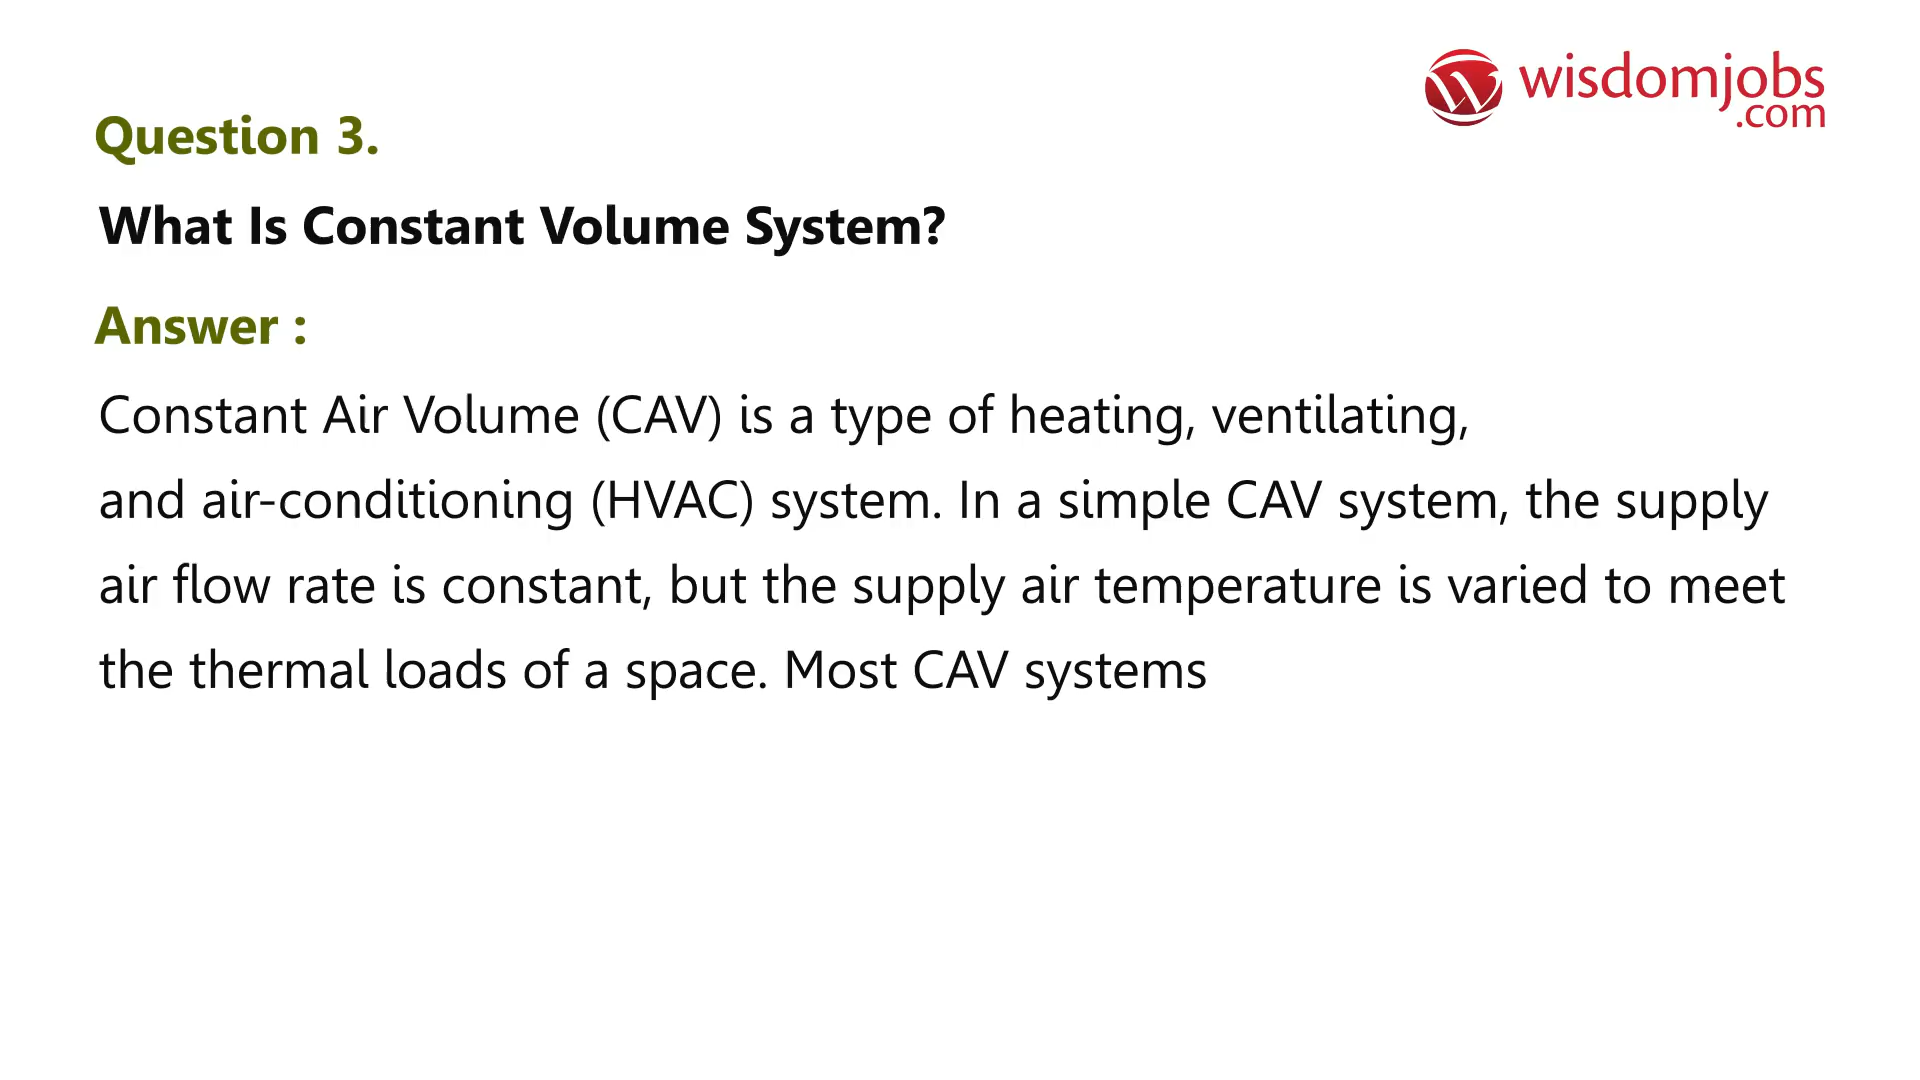 wisdomjobs
.com
Question 3.
What Is Constant Volume System?
Answer :
Constant Air Volume (CAV) is a type of heating, ventilating,
and air-conditioning (HVAC) system. In a simple CAV system, the supply
air flow rate is constant, but the supply air temperature is varied to meet
the thermal loads of a space. Most CAV systems